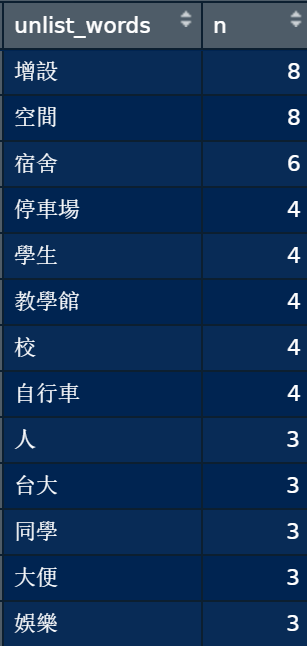 unlist_words n
增設 8
空間 8
宿舍 6
停車場 4
學生 4
教學館 4
校 4
自行車 4
人 3
台大 3
同學 3
大便 3
娛樂 3